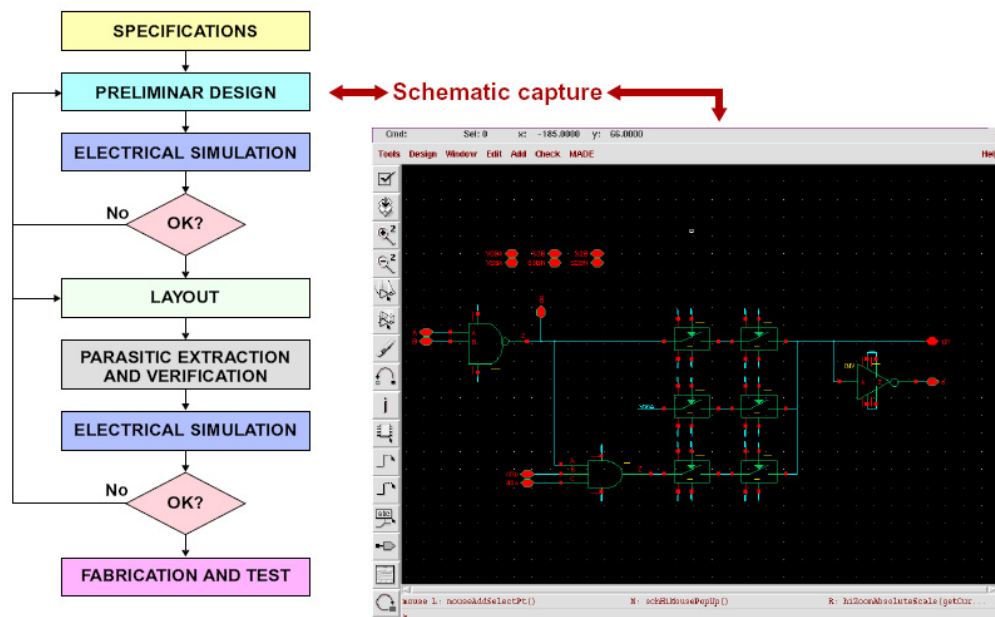 SPECIFICATIONS
PRELIMINAR DESIGN
Schematic capture
ELECTRICAL SIMULATION
No
OK?
LAYOUT
PARASITIC EXTRACTION
AND VERIFICATION
ELECTRICAL SIMULATION
No
OK?
FABRICATION AND TEST
Cmd: Sel: 0 x: -185.0000 y: 66.0000
Tools Design Window Edit Add Check MADE Hel
mouse L: mouseAddSelectPt() M: schHiMousePopUp() R: hiZoomAbsoluteScale(getCur...